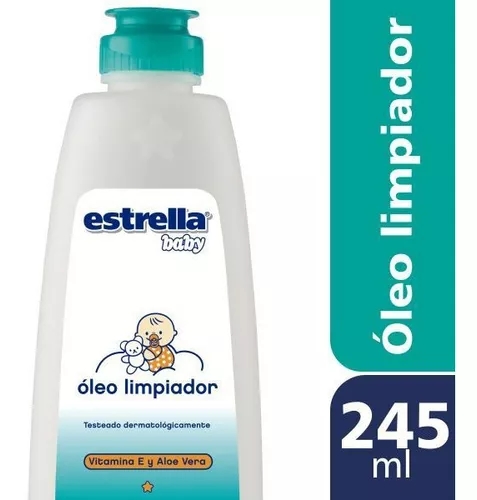 estrella®
baby
óleo limpiador
Testeado dermatológicamente
Vitamina E y Aloe Vera
Óleo limpiador
245
ml